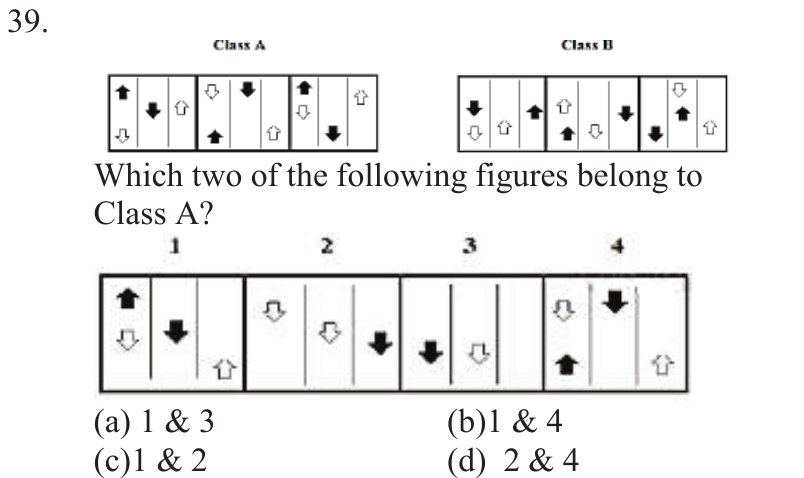 39.
Class A Class B
Which two of the following figures belong to
Class A?
1 2 3 4
(a) 1 & 3 (b)1 & 4
(c)1 & 2 (d) 2 & 4